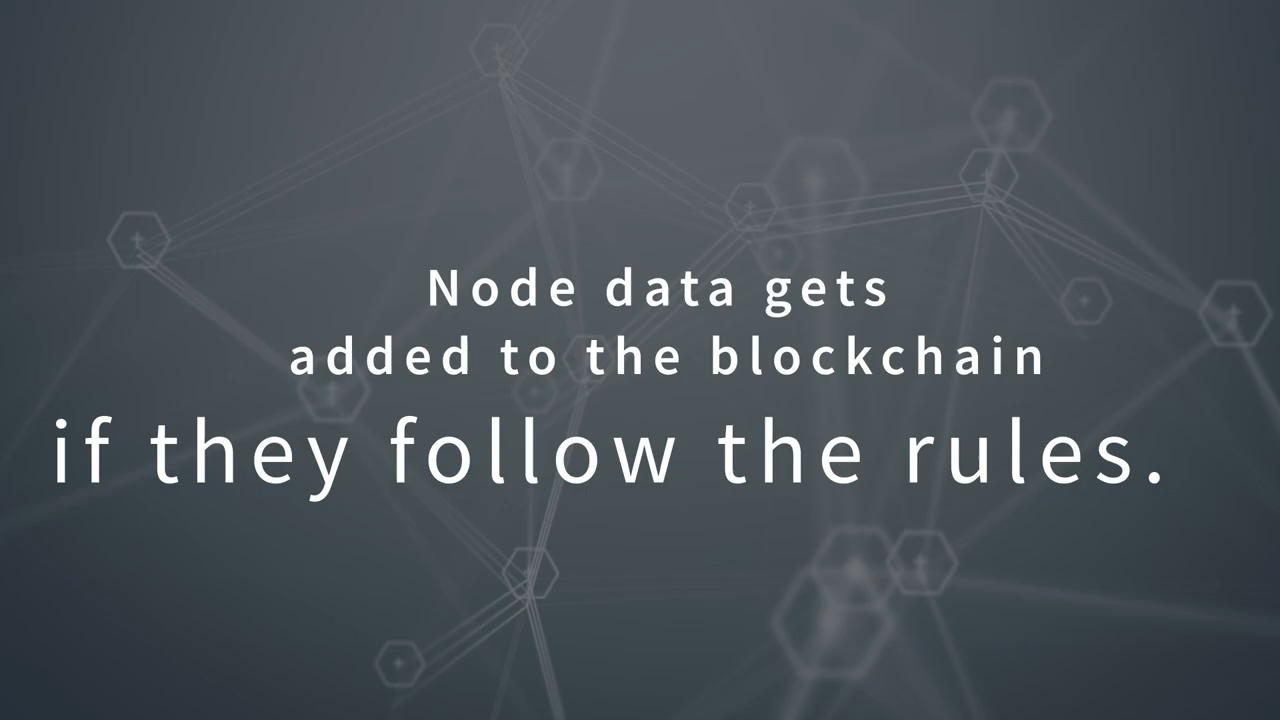 Node data gets
added to the blockchain
if they follow the rules.